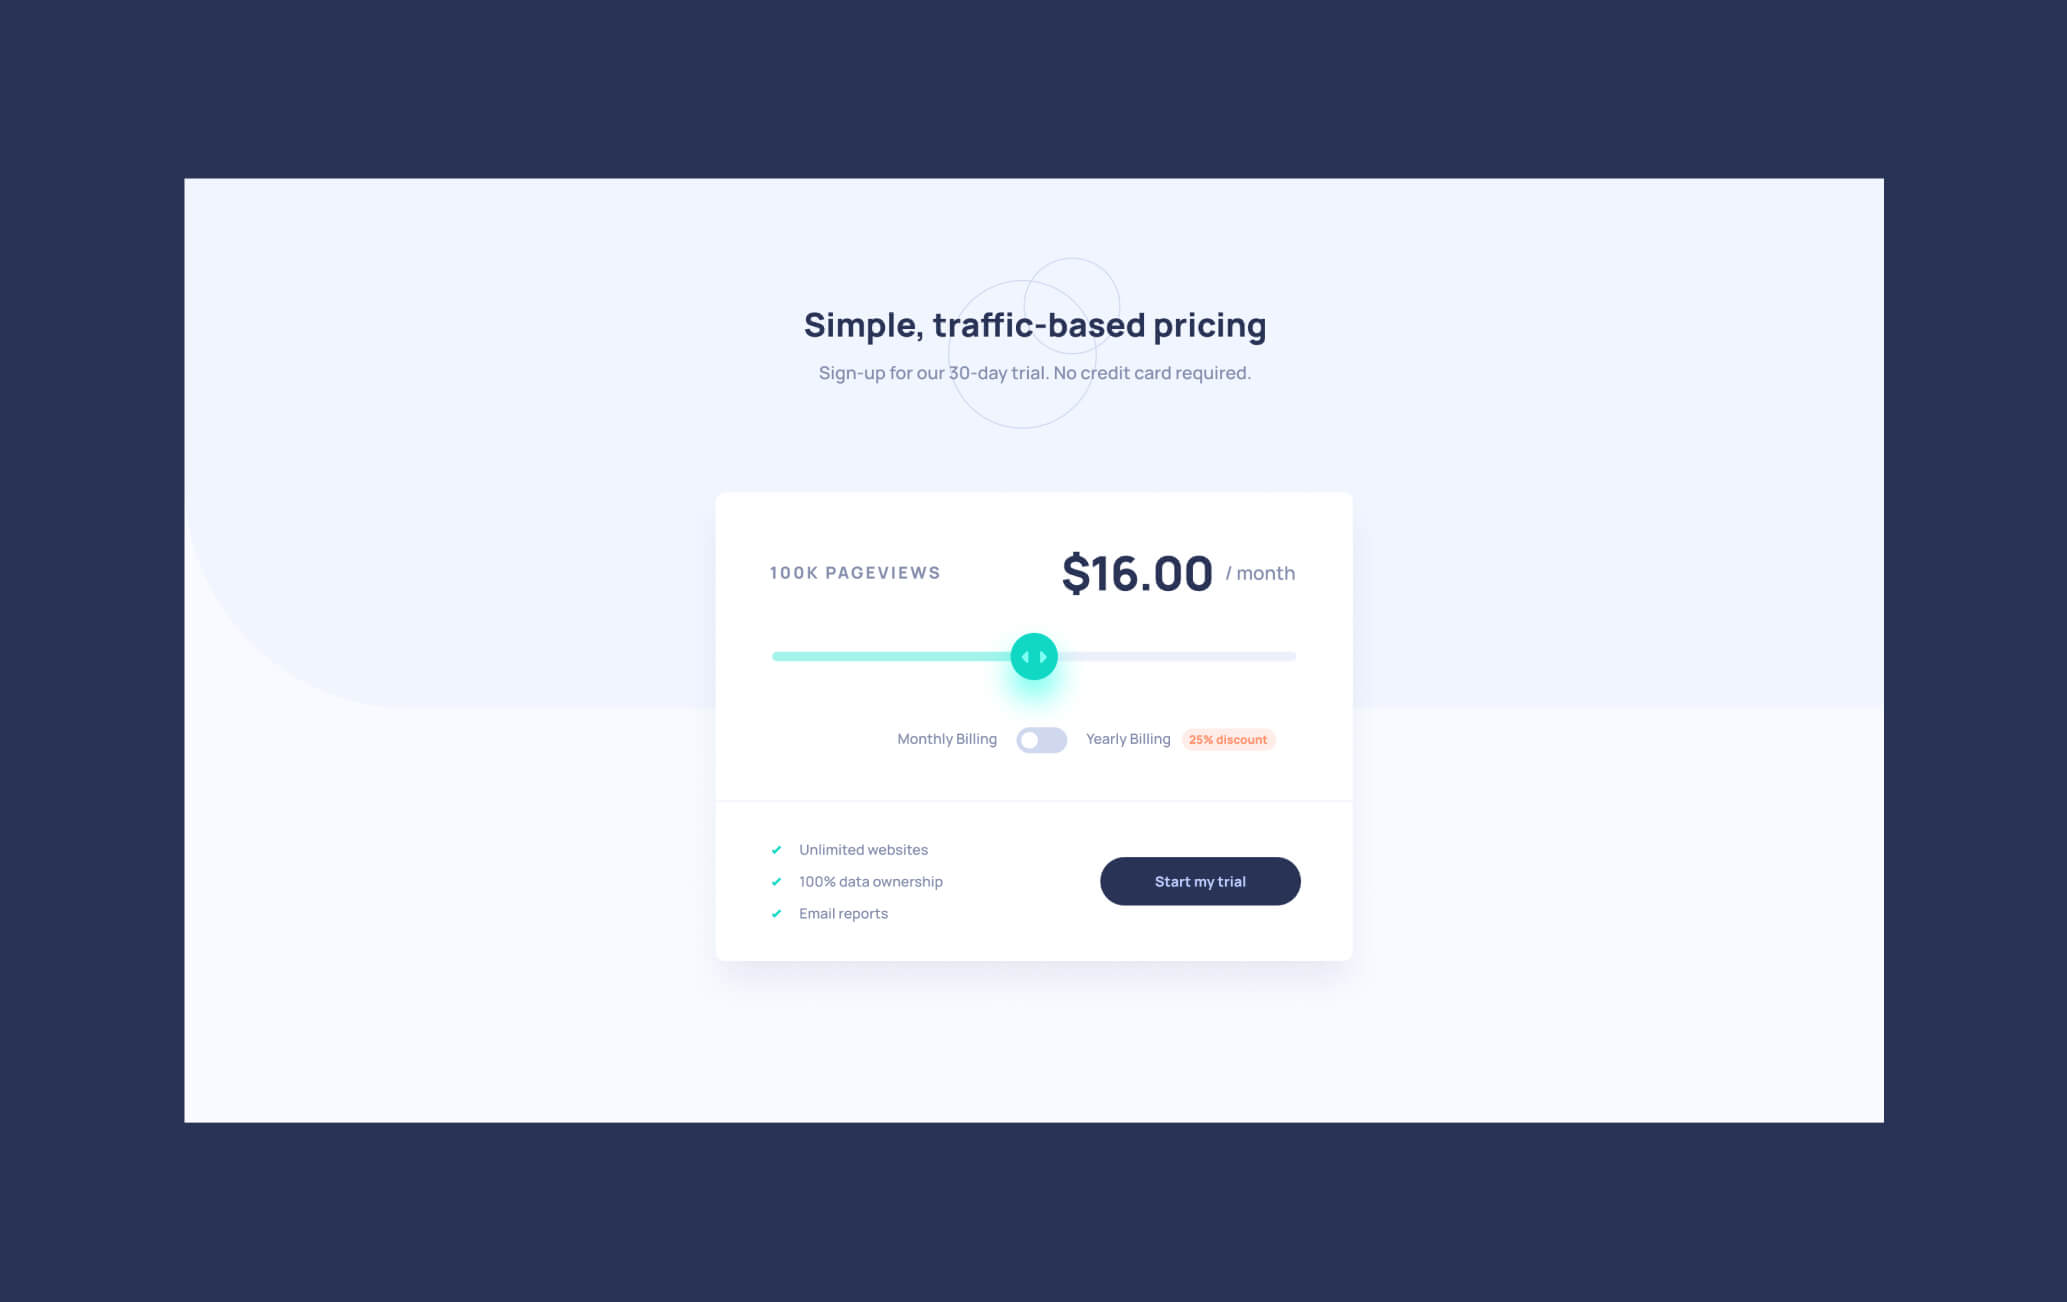 Simple, traffic-based pricing
Sign-up for our 30-day trial. No credit card required.
100K PAGEVIEWS
$16.00 / month
Monthly Billing
Yearly Billing
25% discount
Unlimited websites
100% data ownership
Email reports
Start my trial